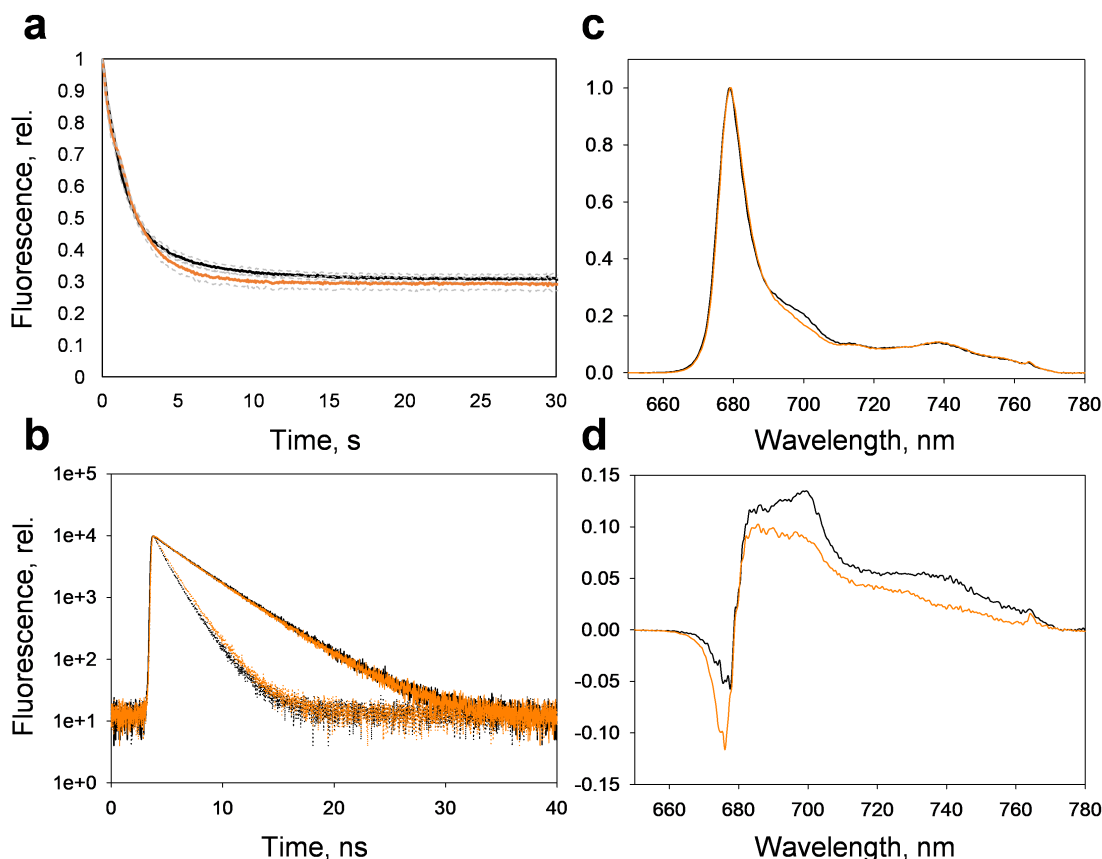 a
1
0.9
0.8
0.7
0.6
0.5
0.4
0.3
0.2
0.1
0
Fluorescence, rel.
0 5 10 15 20 25 30
Time, s
b
1e+5
1e+4
1e+3
1e+2
1e+1
1e+0
Fluorescence, rel.
0 10 20 30 40
Time, ns
c
1.0
0.8
0.6
0.4
0.2
0.0
660 680 700 720 740 760 780
Wavelength, nm
d
0.15
0.10
0.05
0.00
-0.05
-0.10
-0.15
660 680 700 720 740 760 780
Wavelength, nm